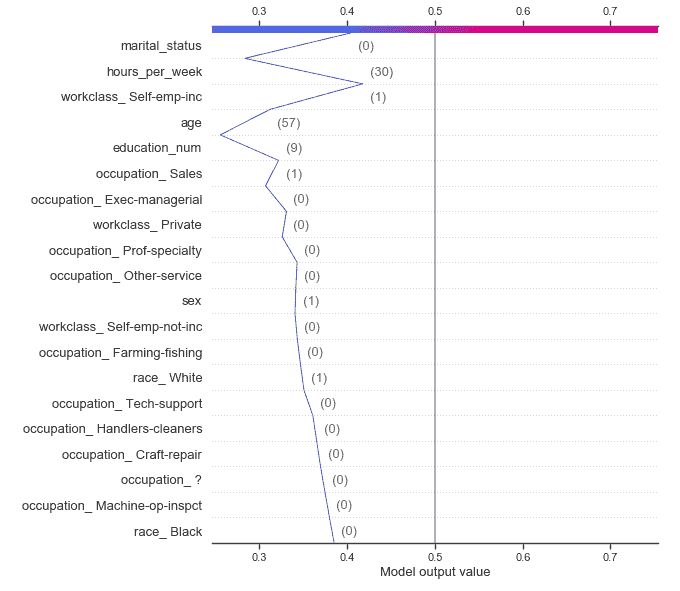 0.3 0.4 0.5 0.6 0.7
marital_status (0)
hours_per_week (30)
workclass_ Self-emp-inc (1)
age (57)
education_num (9)
occupation_ Sales (1)
occupation_ Exec-managerial (0)
workclass_ Private (0)
occupation_ Prof-specialty (0)
occupation_ Other-service (0)
sex (1)
workclass_ Self-emp-not-inc (0)
occupation_ Farming-fishing (0)
race_ White (1)
occupation_ Tech-support (0)
occupation_ Handlers-cleaners (0)
occupation_ Craft-repair (0)
occupation_ ? (0)
occupation_ Machine-op-inspct (0)
race_ Black (0)
0.3 0.4 0.5 0.6 0.7
Model output value